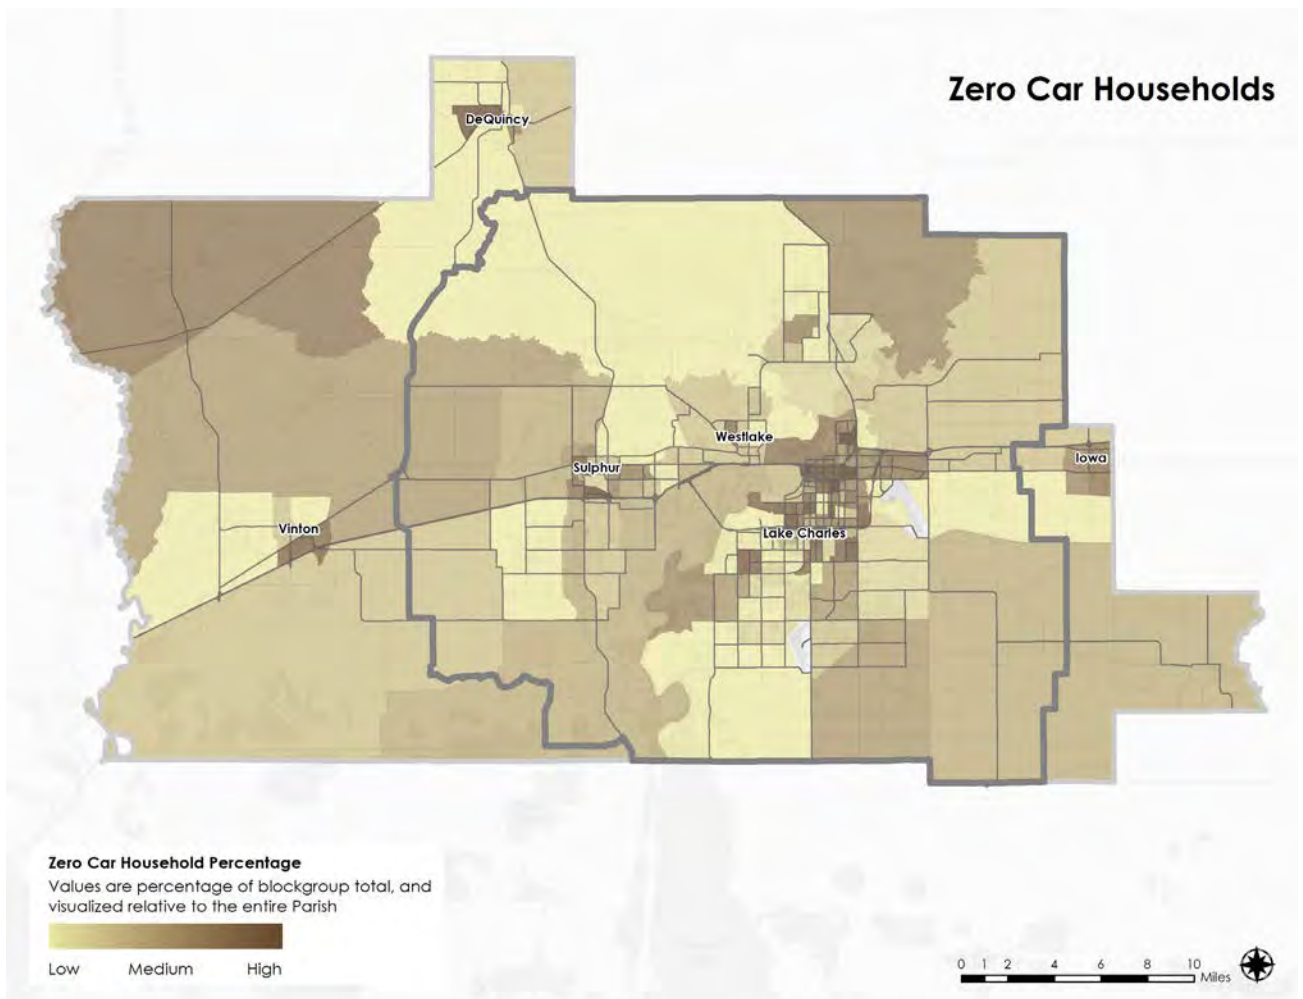 Zero Car Households
DeQuincy
Westlake
Sulphur
Iowa
Vinton
Lake Charles
Zero Car Household Percentage
Values are percentage of blockgroup total, and
visualized relative to the entire Parish
Low Medium High
0 1 2 4 6 8 10
Miles